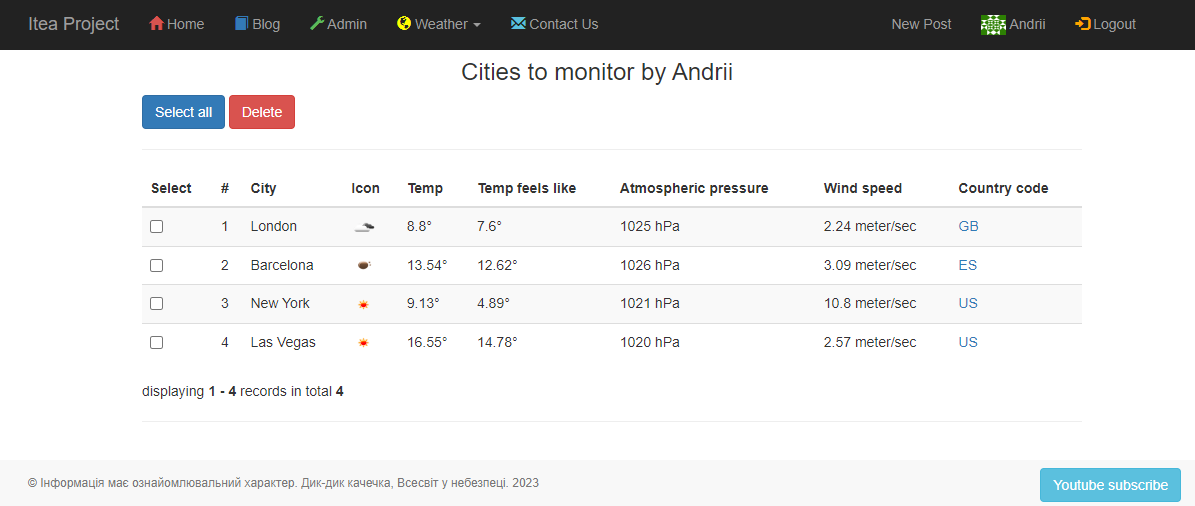 Itea Project Home Blog Admin Weather Contact Us New Post Andrii Logout
Cities to monitor by Andrii
Select all Delete
Select # City Icon Temp Temp feels like Atmospheric pressure Wind speed Country code
1 London 8.8° 7.6° 1025 hPa 2.24 meter/sec GB
2 Barcelona 13.54° 12.62° 1026 hPa 3.09 meter/sec ES
3 New York 9.13° 4.89° 1021 hPa 10.8 meter/sec US
4 Las Vegas 16.55° 14.78° 1020 hPa 2.57 meter/sec US
displaying 1 - 4 records in total 4
© Інформація має ознайомлювальний характер. Дик-дик качечка, Всесвіт у небезпеці. 2023
Youtube subscribe